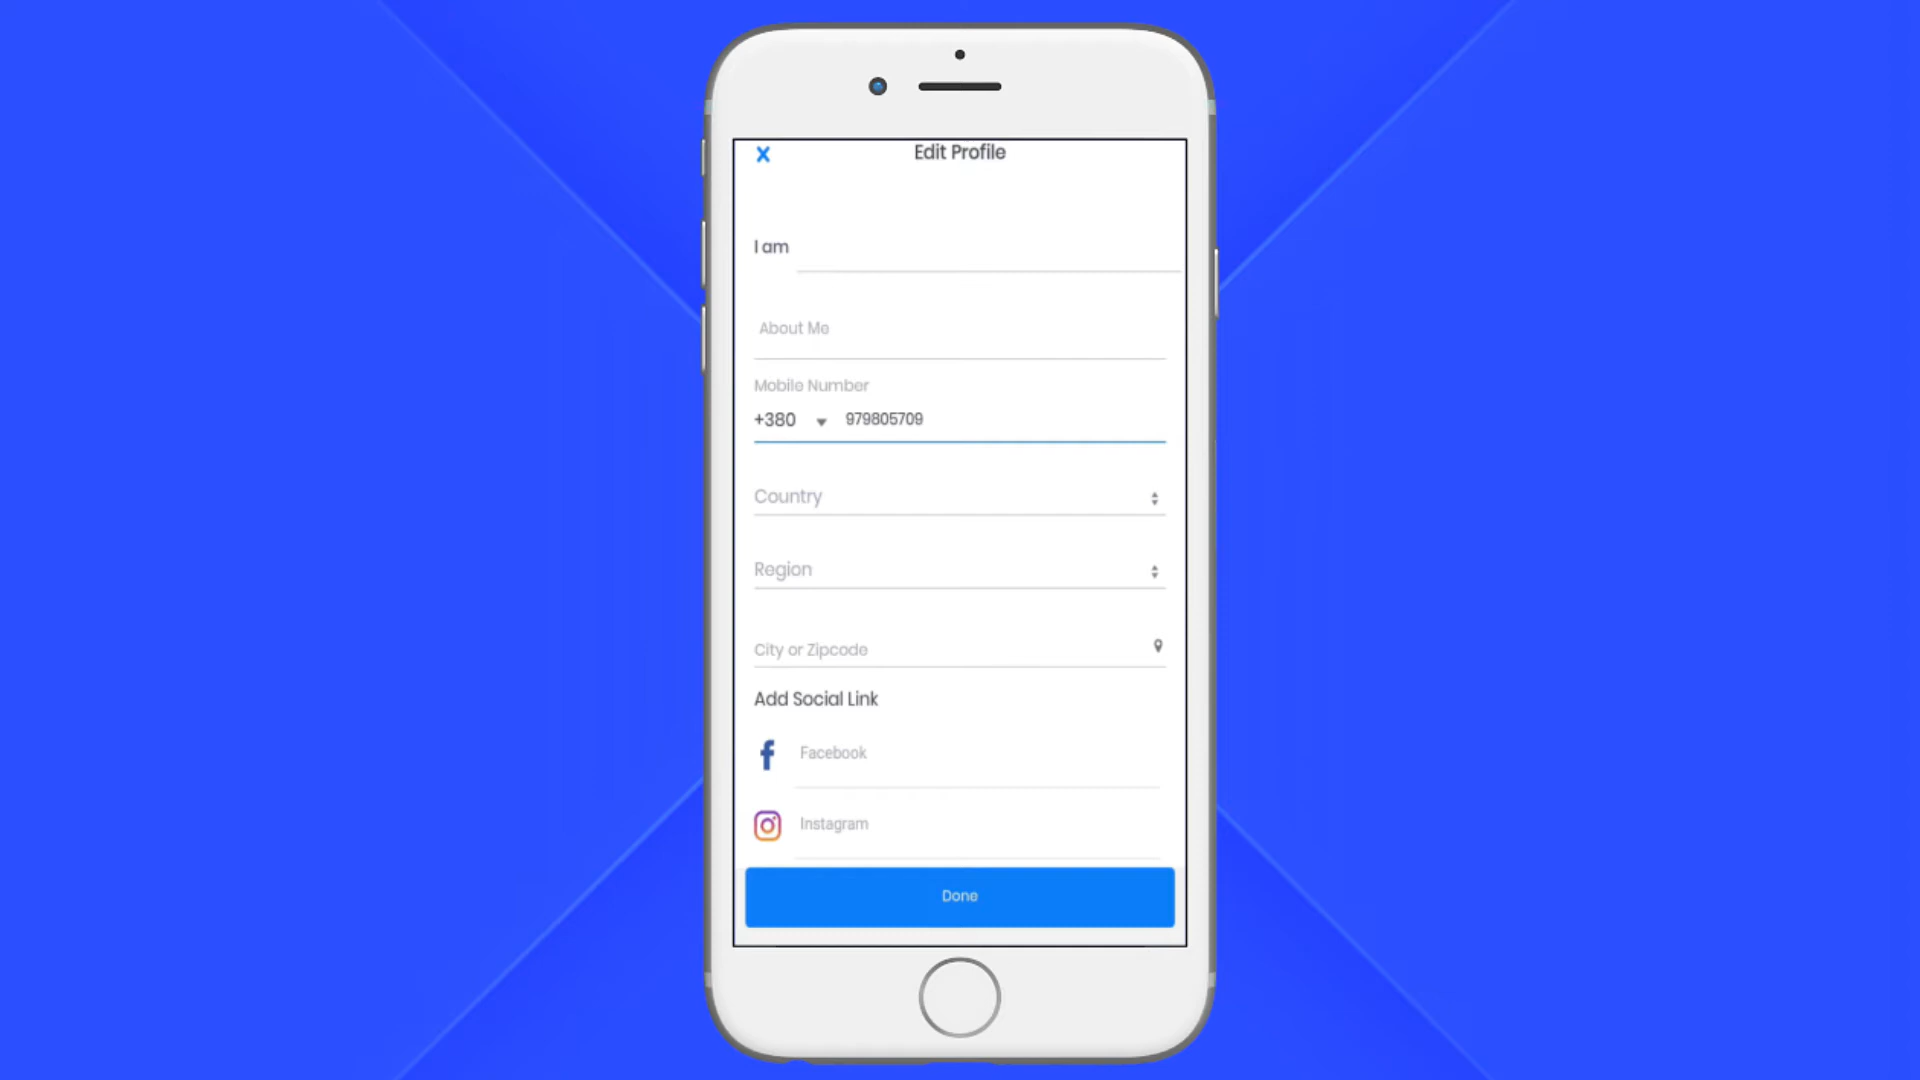 X Edit Profile
I am
About Me
Mobile Number
+380 979805709
Country
Region
City or Zipcode
Add Social Link
f Facebook
Instagram
Done